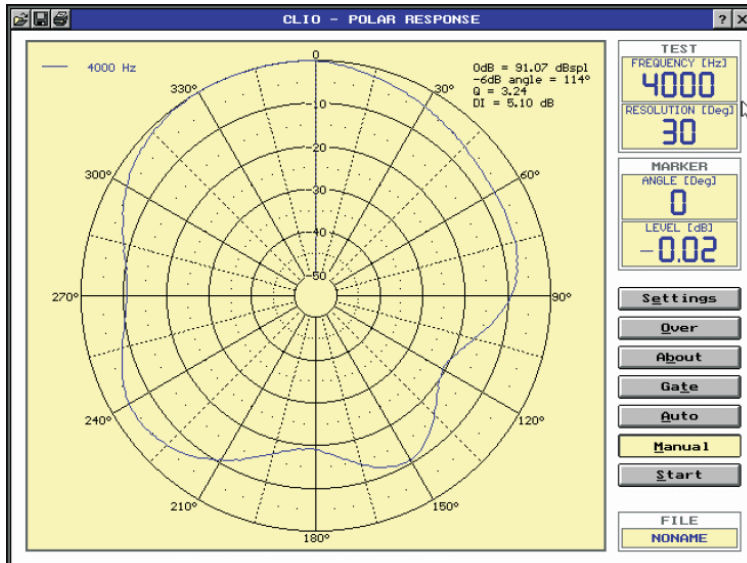 CLIO - POLAR RESPONSE
?
X
4000 Hz
0dB = 91.07 dBspl
-6dB angle = 114°
Q = 3.24
DI = 5.10 dB
0
330°
30°
-10
-20
300°
60°
-30
-40
-50
270°
90°
240°
120°
210°
150°
180°
TEST
FREQUENCY [Hz]
4000
RESOLUTION [Deg]
30
MARKER
ANGLE [Deg]
0
LEVEL [dB]
-0.02
Settings
Over
About
Gate
Auto
Manual
Start
FILE
NONAME